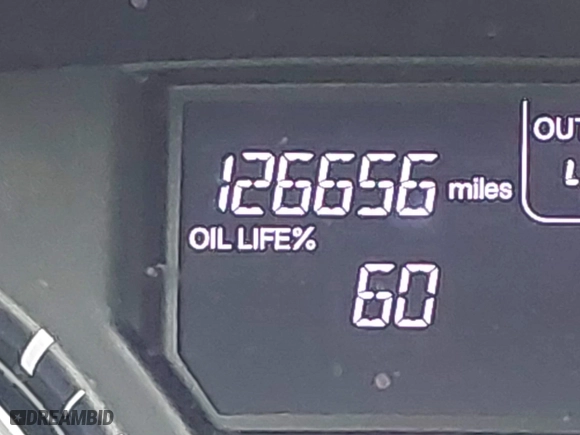 126656 miles
OUT
OIL LIFE%
60
DREAMBID